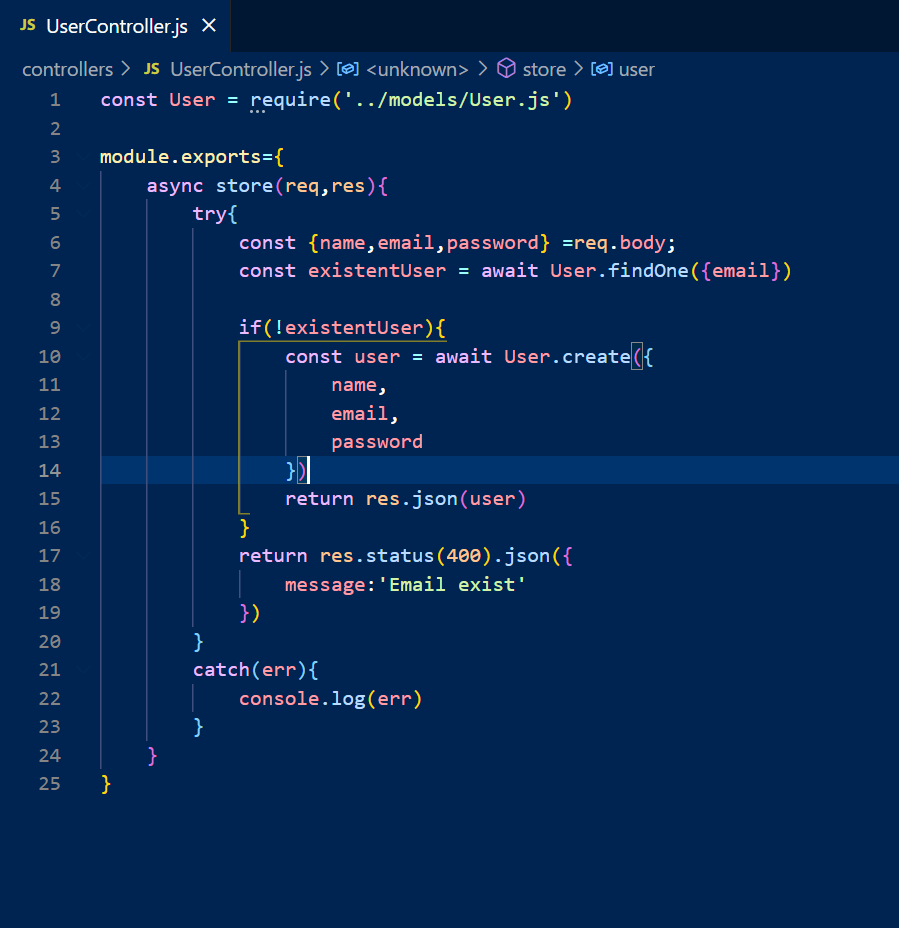 JS UserController.js ×
controllers > JS UserController.js > <unknown> > store > user
1 const User = require('../models/User.js')
2
3 module.exports={
4 async store(req,res){
5 try{
6 const {name,email,password} =req.body;
7 const existentUser = await User.findOne({email})
8
9 if(!existentUser){
10 const user = await User.create({
11 name,
12 email,
13 password
14 })
15 return res.json(user)
16 }
17 return res.status(400).json({
18 message:'Email exist'
19 })
20 }
21 catch(err){
22 console.log(err)
23 }
24 }
25 }